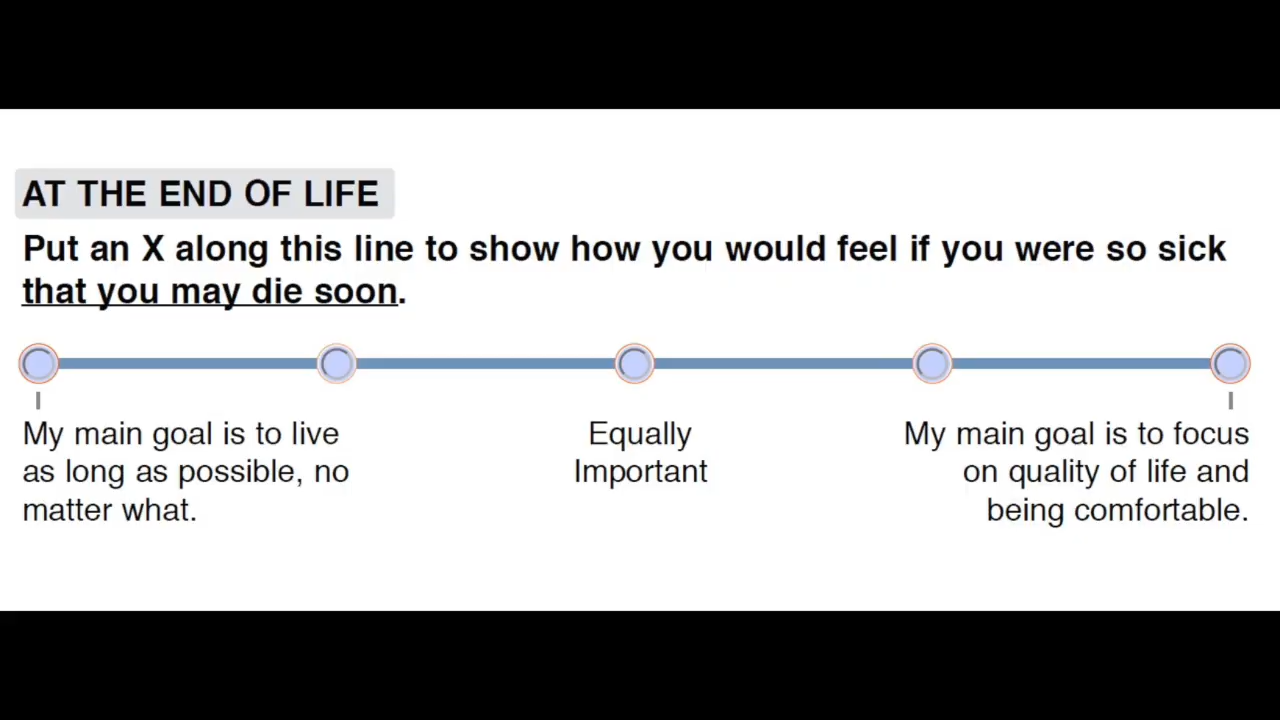 AT THE END OF LIFE
Put an X along this line to show how you would feel if you were so sick
that you may die soon.
My main goal is to live
as long as possible, no
matter what.
Equally
Important
My main goal is to focus
on quality of life and
being comfortable.